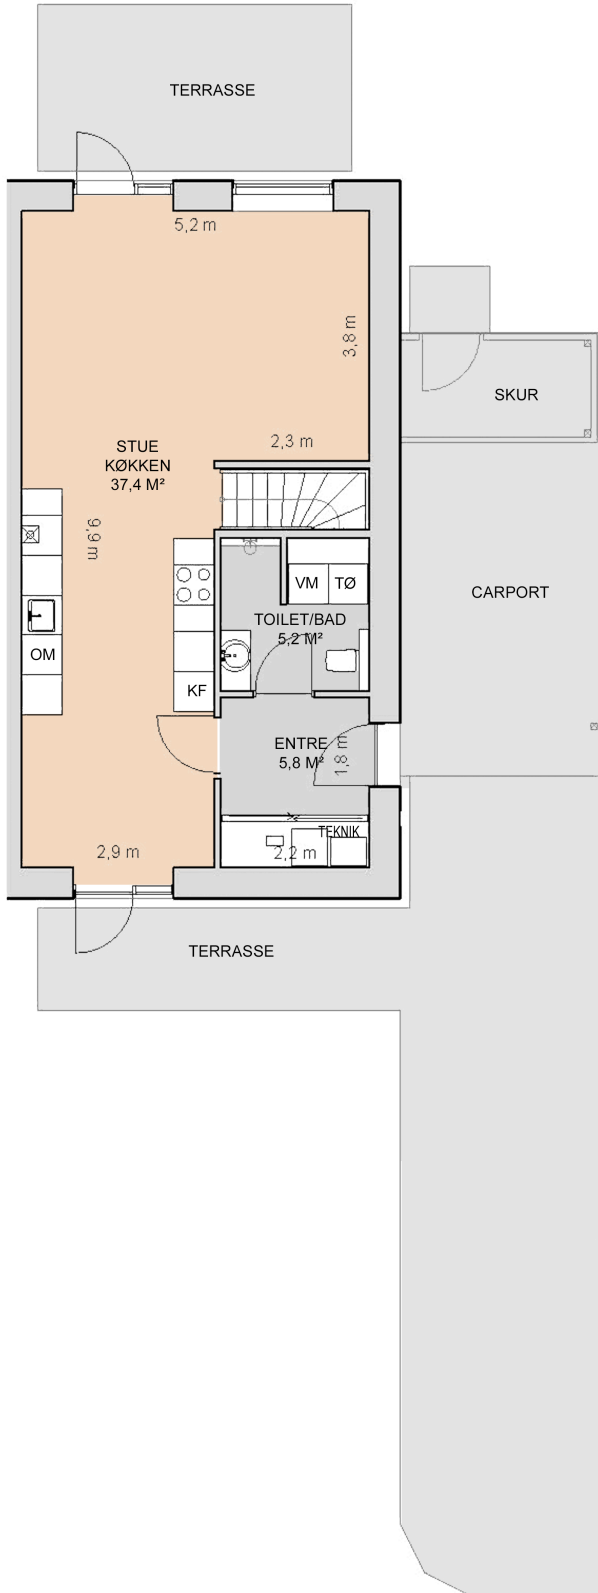 TERRASSE
5,2 m
3,8 m
SKUR
2,3 m
STUE
KØKKEN
37,4 M²
9,9 m
VM
TØ
CARPORT
TOILET/BAD
5,2 M²
OM
KF
ENTRE
5,8 M²
1,8 m
TEKNIK
2,9 m
2,2 m
TERRASSE